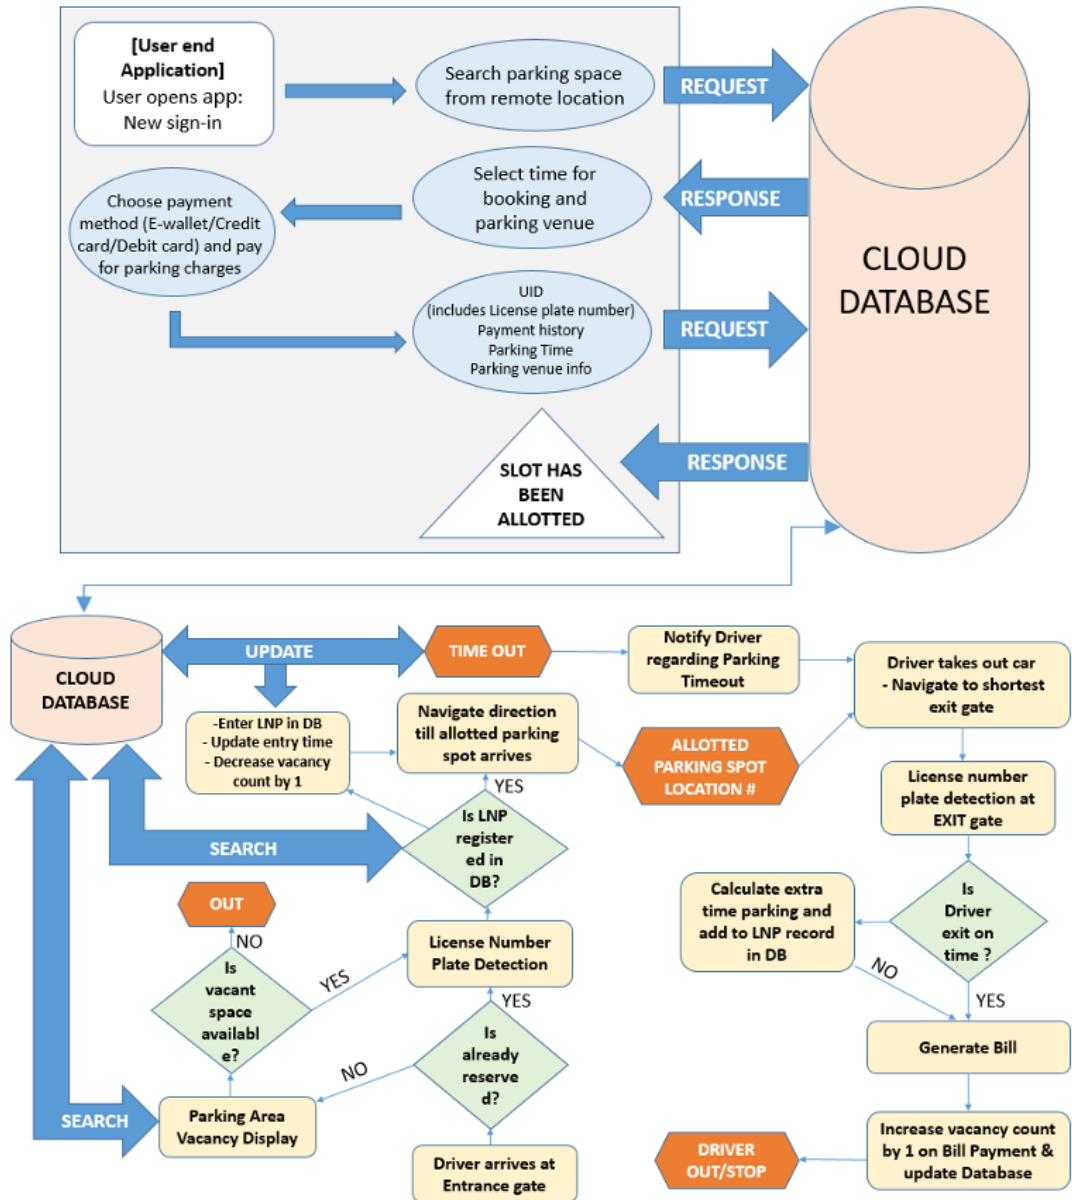 [User end
Application]
User opens app:
New sign-in
Search parking space
from remote location
REQUEST
Select time for
booking and
parking venue
RESPONSE
Choose payment
method (E-wallet/Credit
card/Debit card) and pay
for parking charges
UID
(includes License plate number)
Payment history
Parking Time
Parking venue info
REQUEST
CLOUD
DATABASE
SLOT HAS
BEEN
ALLOTTED
RESPONSE
CLOUD
DATABASE
UPDATE
TIME OUT
Notify Driver
regarding Parking
Timeout
Driver takes out car
- Navigate to shortest
exit gate
-Enter LNP in DB
- Update entry time
- Decrease vacancy
count by 1
Navigate direction
till allotted parking
spot arrives
ALLOTTED
PARKING SPOT
LOCATION #
License number
plate detection at
EXIT gate
YES
Is LNP
register
ed in
DB?
SEARCH
OUT
NO
License Number
Plate Detection
Calculate extra
time parking and
add to LNP record
in DB
Is
Driver
exit on
time ?
NO
YES
Is
vacant
space
availabl
e?
YES
YES
Is
already
reserve
d?
NO
Generate Bill
SEARCH
Parking Area
Vacancy Display
Driver arrives at
Entrance gate
DRIVER
OUT/STOP
Increase vacancy count
by 1 on Bill Payment &
update Database